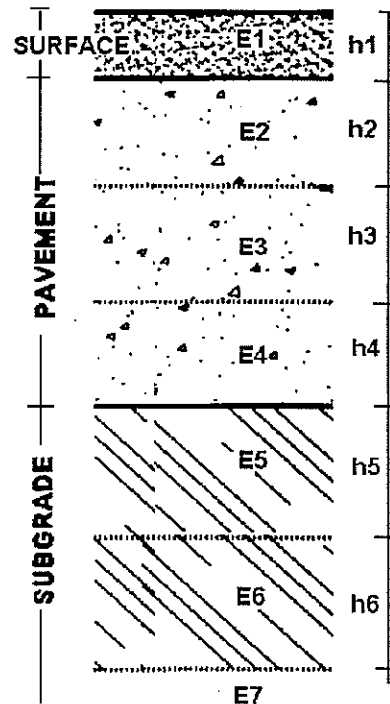 SURFACE E1 h1
E2 h2
PAVEMENT
E3 h3
E4 h4
SUBGRADE
E5 h5
E6 h6
E7